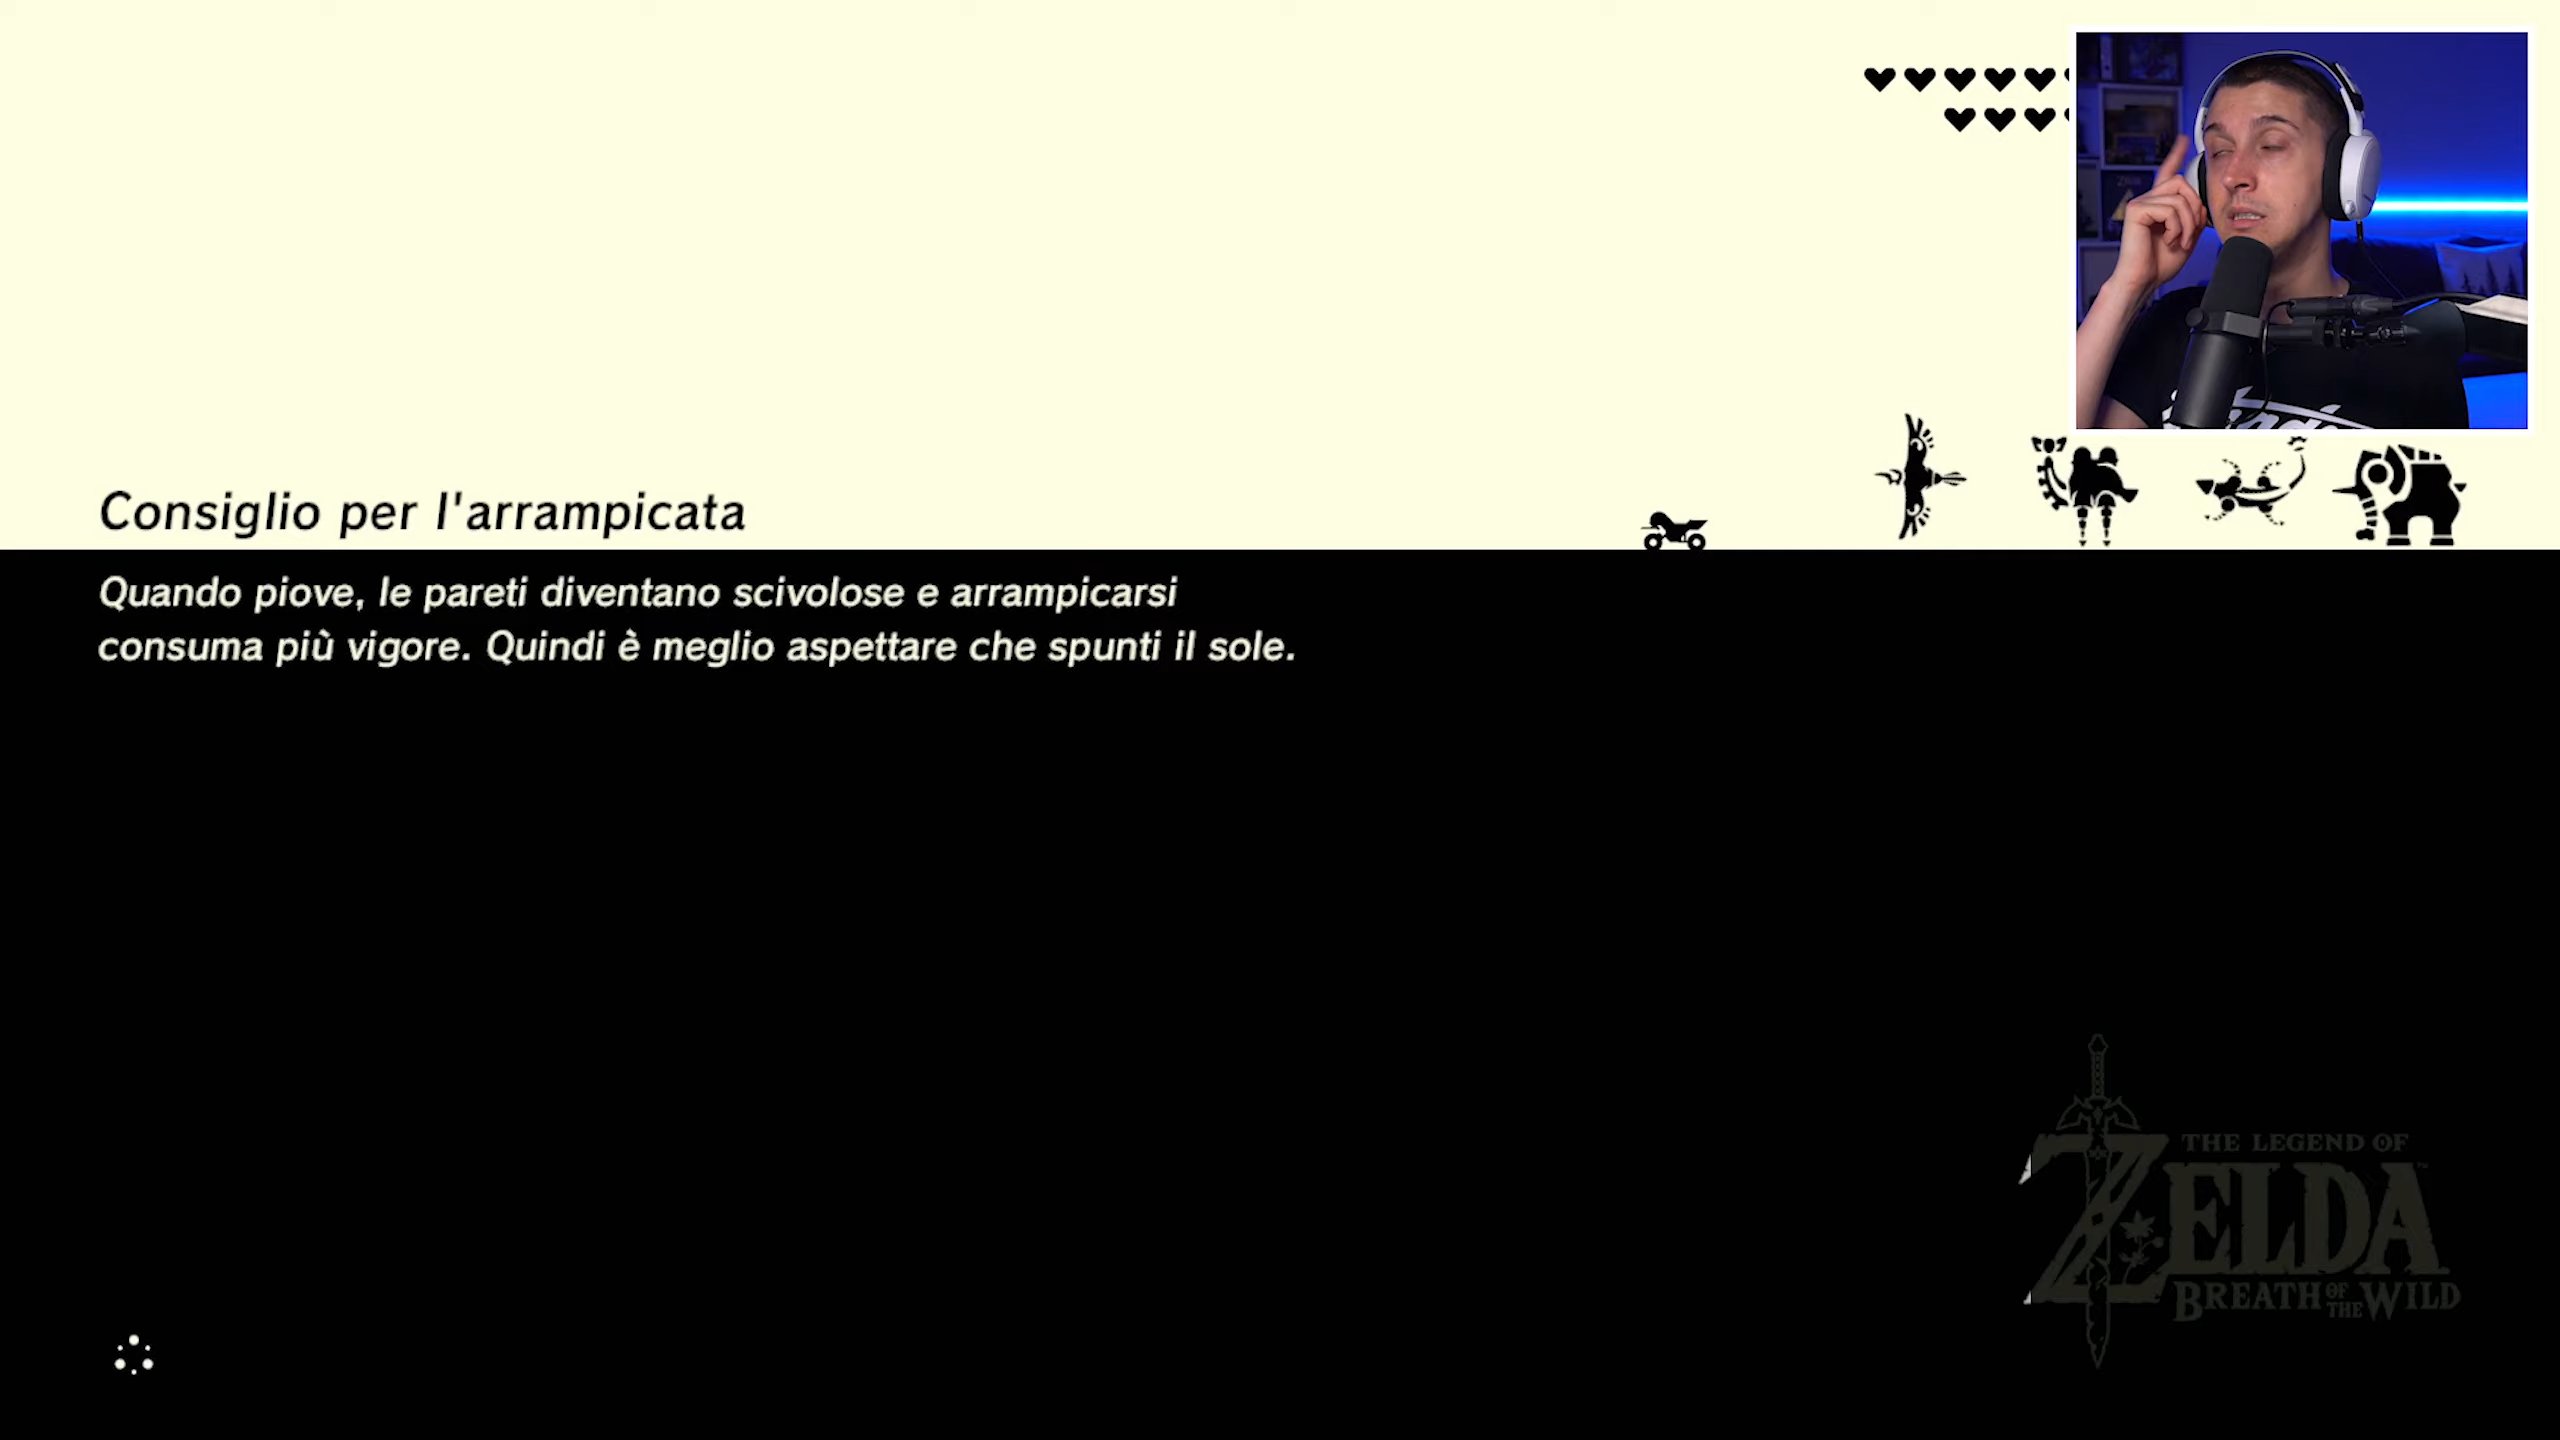 Consiglio per l'arrampicata
Quando piove, le pareti diventano scivolose e arrampicarsi
consuma più vigore. Quindi è meglio aspettare che spunti il sole.
THE LEGEND OF
ZELDA
BREATH OF THE WILD